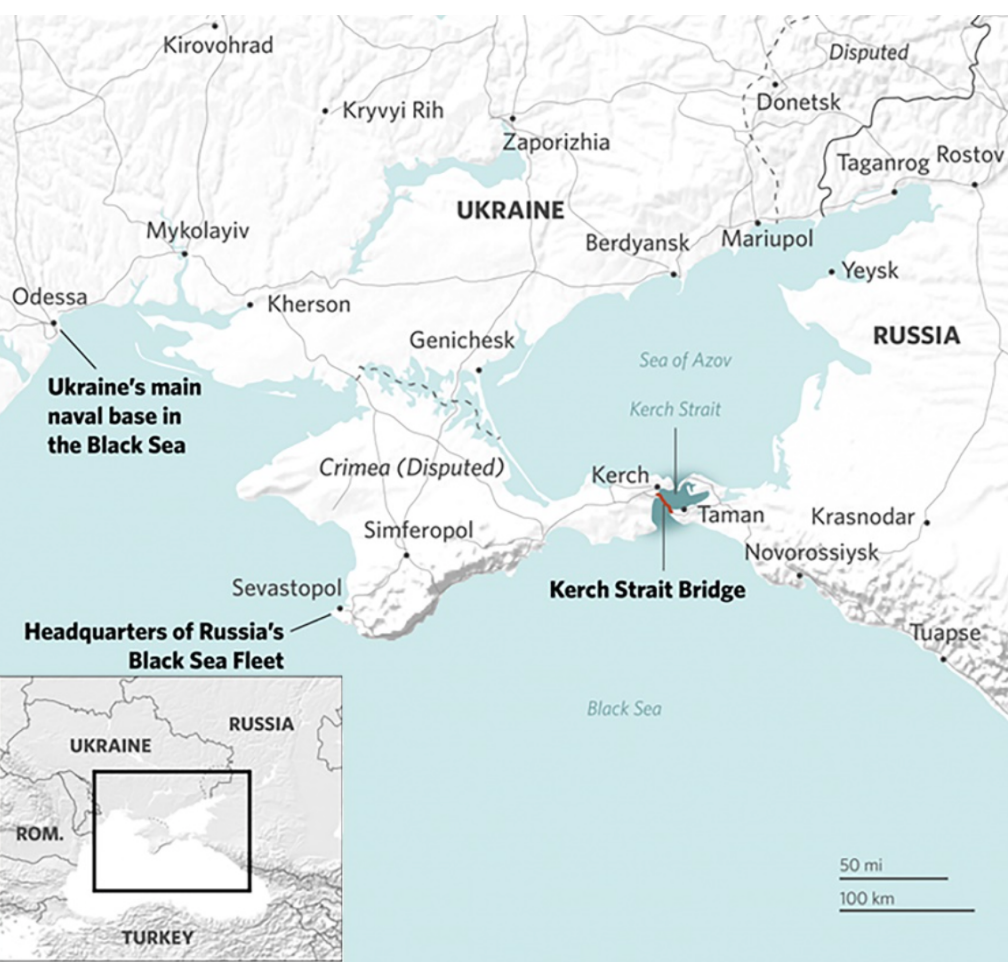 Kirovohrad
Disputed
Kryvyi Rih
Donetsk
Zaporizhia
Taganrog
Rostov
UKRAINE
Mykolayiv
Berdyansk
Mariupol
Yeysk
Odessa
Kherson
RUSSIA
Genichesk
Sea of Azov
Ukraine's main
naval base in
the Black Sea
Kerch Strait
Crimea (Disputed)
Kerch
Taman
Krasnodar
Simferopol
Novorossiysk
Sevastopol
Kerch Strait Bridge
Headquarters of Russia's
Black Sea Fleet
Tuapse
Black Sea
RUSSIA
UKRAINE
ROM.
TURKEY
50 mi
100 km